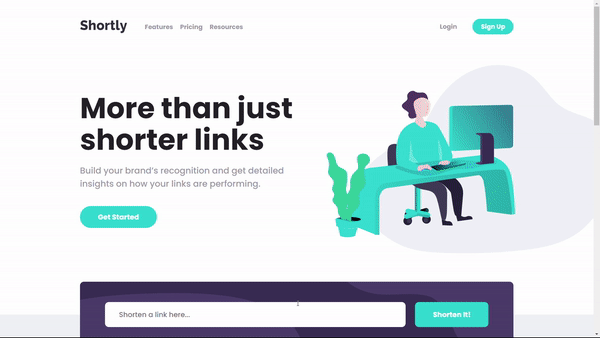 Shortly
Features Pricing Resources
Login
Sign Up
More than just
shorter links
Build your brand's recognition and get detailed
insights on how your links are performing.
Get Started
Shorten a link here...
Shorten It!